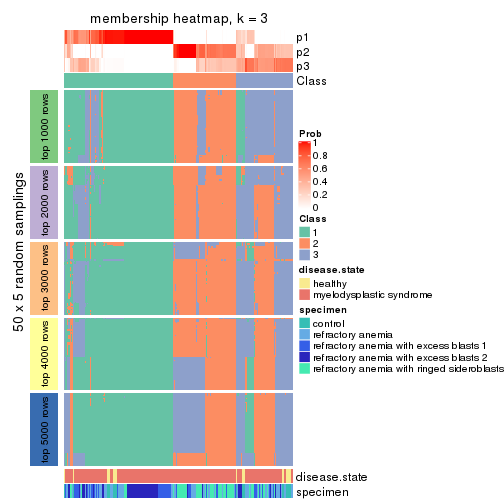 membership heatmap, k = 3
p1
p2
p3
Class
50 x 5 random samplings
top 1000 rows
top 2000 rows
top 3000 rows
top 4000 rows
top 5000 rows
disease.state
specimen
Prob
1
0.8
0.6
0.4
0.2
0
Class
1
2
3
disease.state
healthy
myelodysplastic syndrome
specimen
control
refractory anemia
refractory anemia with excess blasts 1
refractory anemia with excess blasts 2
refractory anemia with ringed sideroblasts